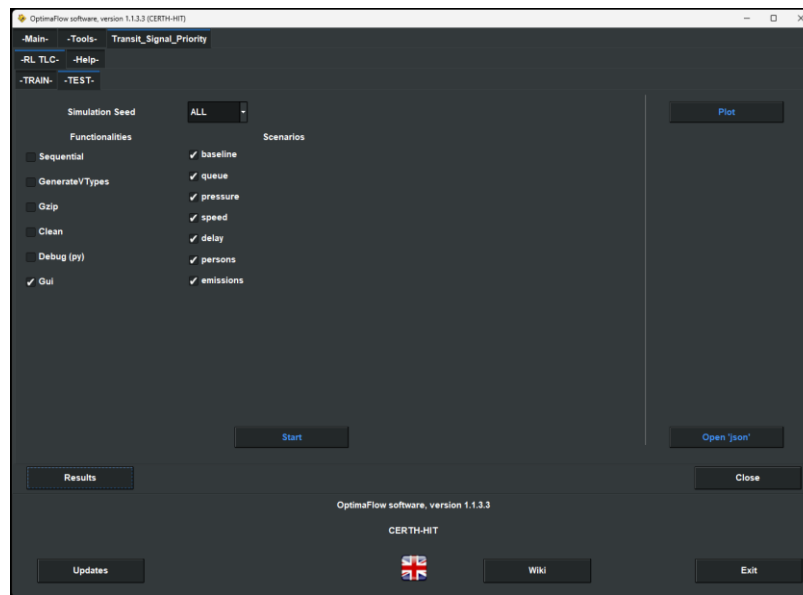 OptimaFlow software, version 1.1.3.3 (CERTH-HIT)
-Main- -Tools- Transit_Signal_Priority
-RL TLC- -Help-
-TRAIN- -TEST-
Simulation Seed ALL Plot
Functionalities Scenarios
Sequential baseline
GenerateVTypes queue
Gzip pressure
Clean speed
Debug (py) delay
Gui persons
emissions
Start Open 'json'
Results Close
OptimaFlow software, version 1.1.3.3
CERTH-HIT
Updates Wiki Exit